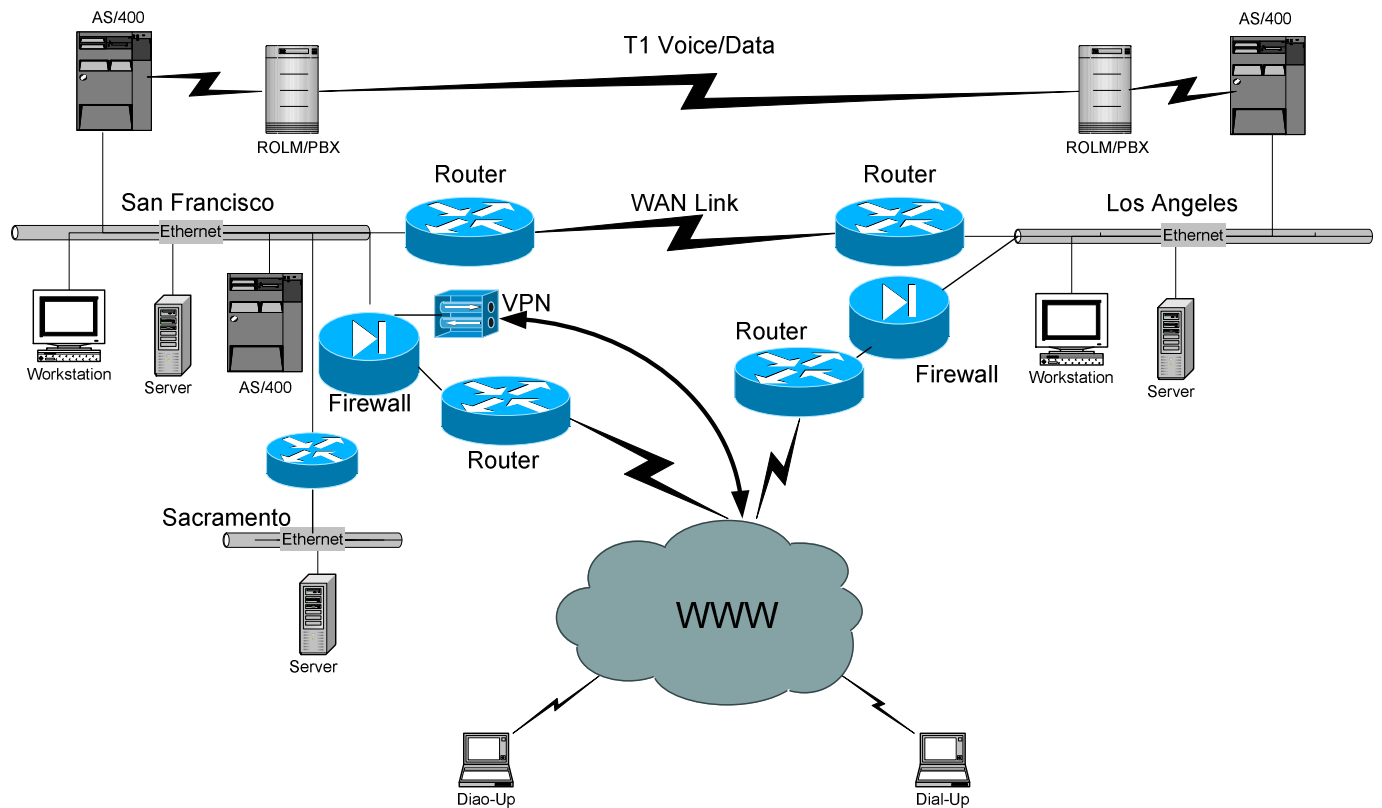 AS/400
AS/400
T1 Voice/Data
ROLM/PBX
ROLM/PBX
Router
Router
San Francisco
WAN Link
Los Angeles
Ethernet
Ethernet
VPN
Router
Workstation
Server
AS/400
Firewall
Firewall
Workstation
Server
Router
Sacramento
Ethernet
WWW
Server
Diao-Up
Dial-Up